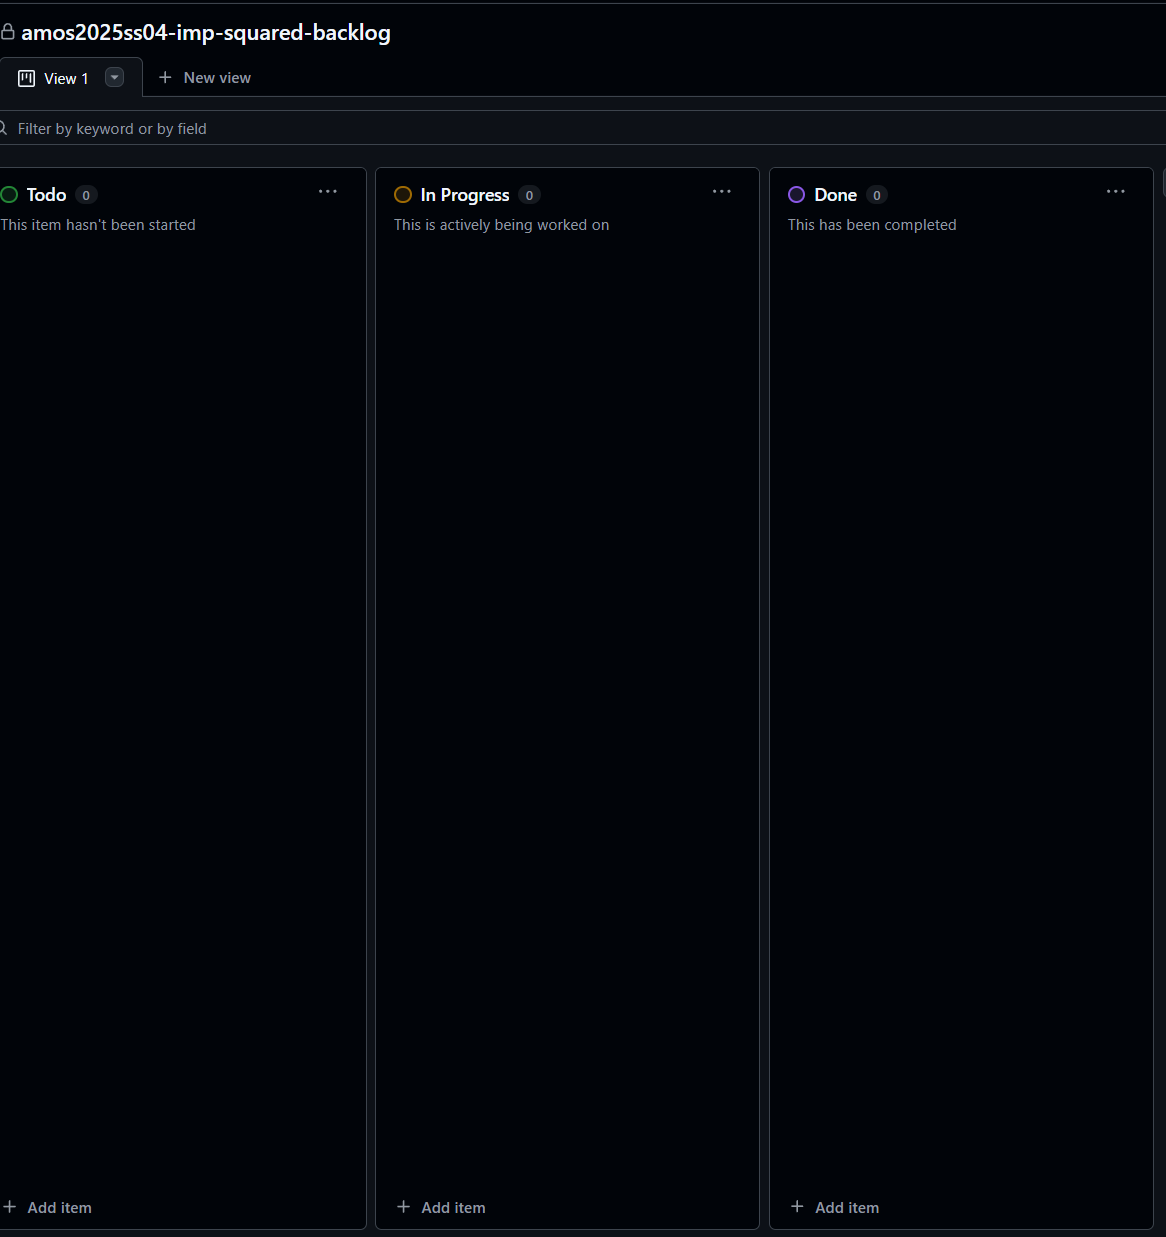 amos2025ss04-imp-squared-backlog
View 1
New view
Filter by keyword or by field
Todo 0
This item hasn't been started
In Progress 0
This is actively being worked on
Done 0
This has been completed
Add item
Add item
Add item